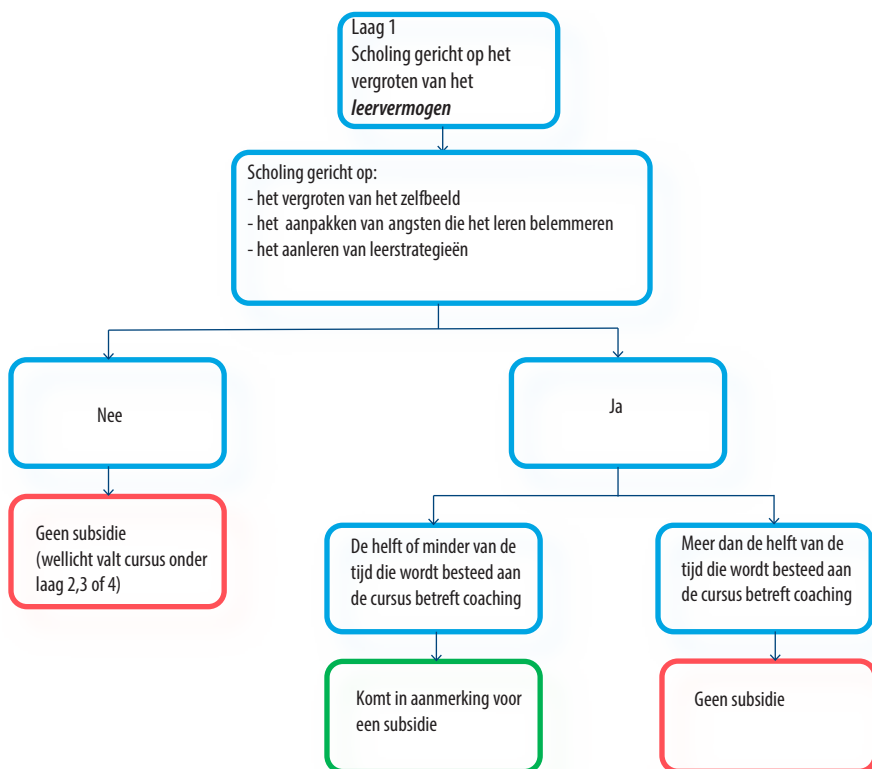 Laag 1
Scholing gericht op het
vergroten van het
leervermogen
Scholing gericht op:
- het vergroten van het zelfbeeld
- het aanpakken van angsten die het leren belemmeren
- het aanleren van leerstrategieën
Nee
Ja
Geen subsidie
(wellicht valt cursus onder
laag 2,3 of 4)
De helft of minder van de
tijd die wordt besteed aan
de cursus betreft coaching
Meer dan de helft van de
tijd die wordt besteed aan
de cursus betreft coaching
Komt in aanmerking voor
een subsidie
Geen subsidie